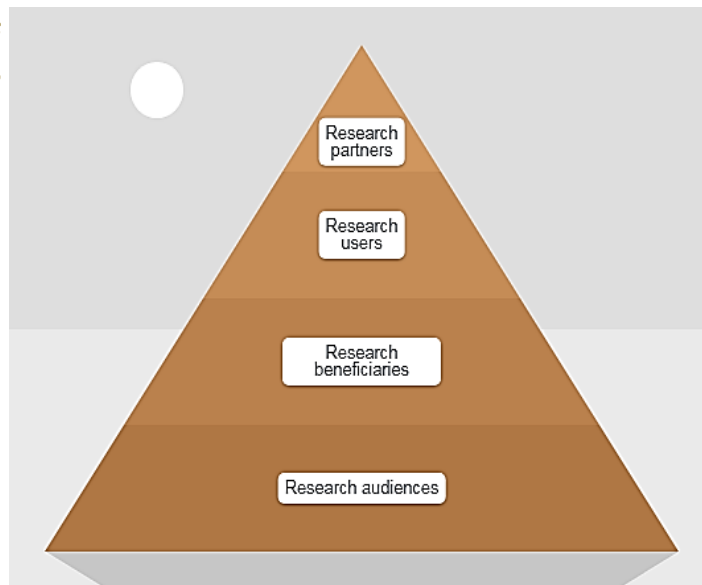 Research
partners
Research
users
Research
beneficiaries
Research audiences